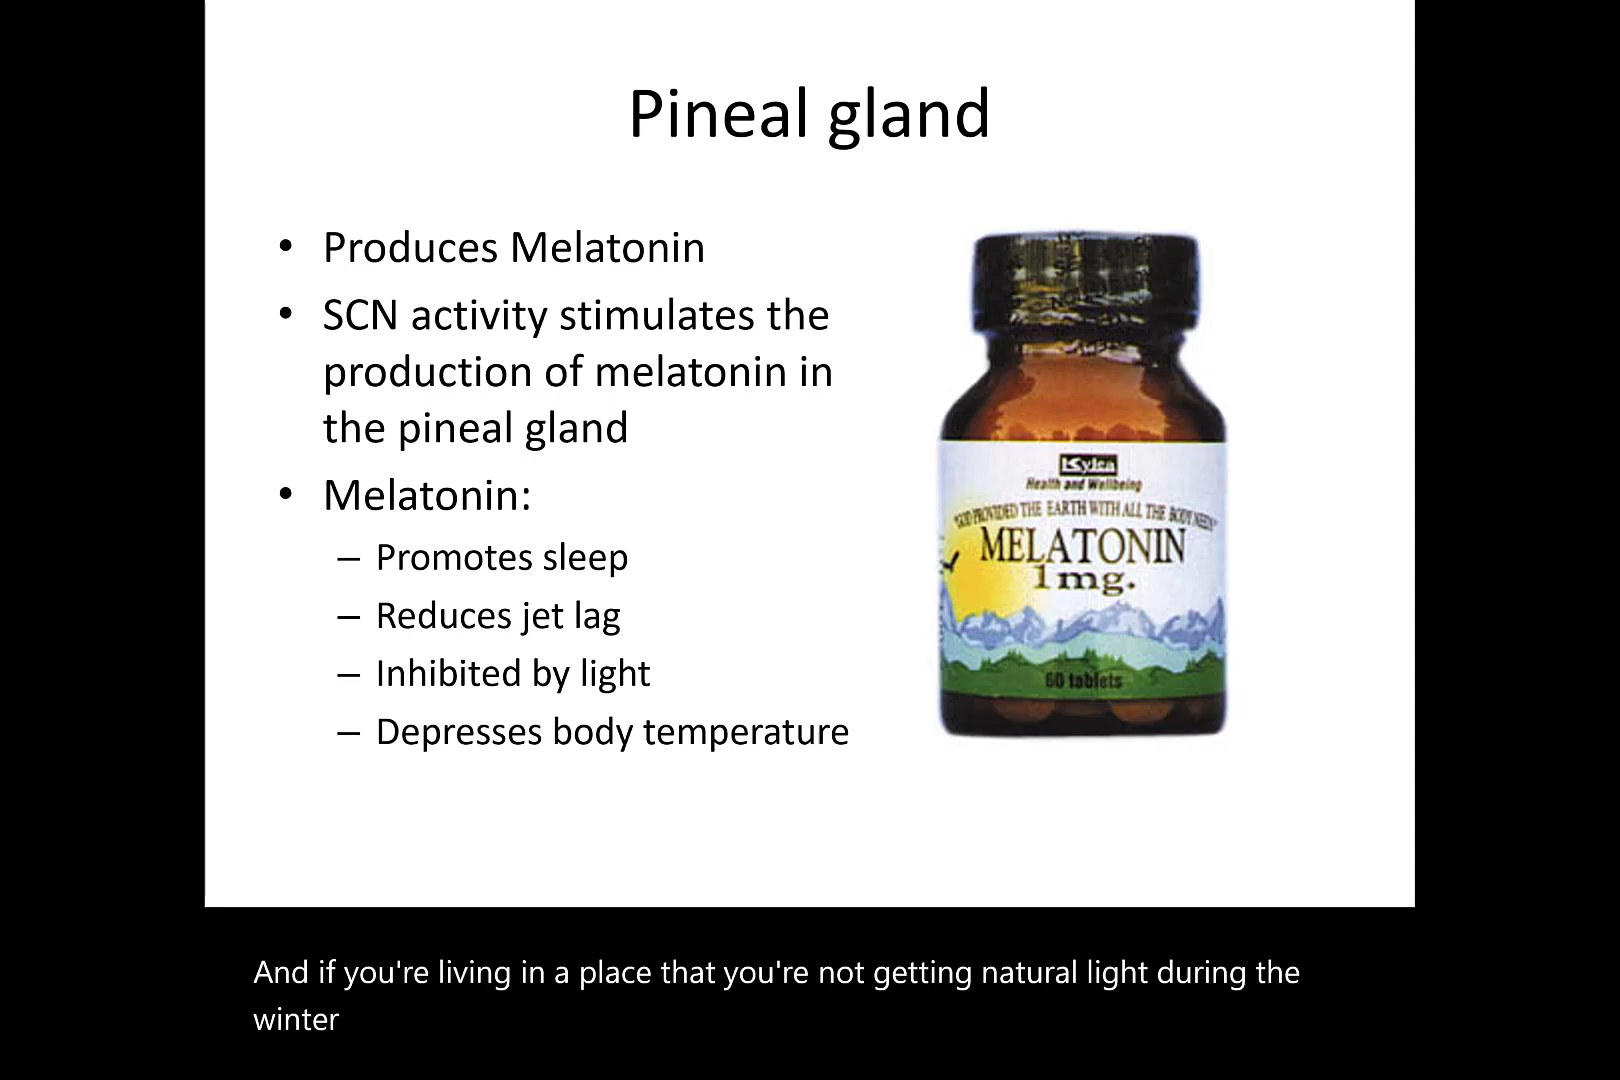 Pineal gland
• Produces Melatonin
• SCN activity stimulates the
production of melatonin in
the pineal gland
• Melatonin:
– Promotes sleep
– Reduces jet lag
– Inhibited by light
– Depresses body temperature
Health and Wellbeing
"GOD PROVIDED THE EARTH WITH ALL THE BODY NEEDS"
MELATONIN
1mg.
60 tablets
And if you're living in a place that you're not getting natural light during the
winter